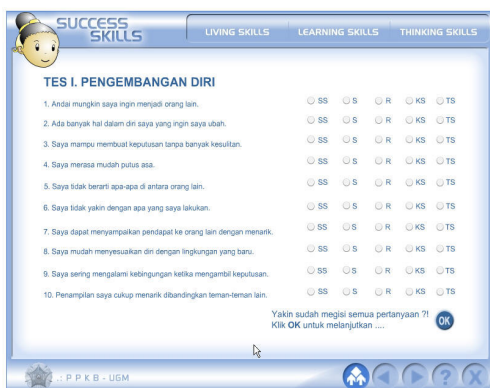 SUCCESS
SKILLS
LIVING SKILLS
LEARNING SKILLS
THINKING SKILLS
TES I. PENGEMBANGAN DIRI
1. Andai mungkin saya ingin menjadi orang lain. SS S R KS TS
2. Ada banyak hal dalam diri saya yang ingin saya ubah. SS S R KS TS
3. Saya mampu membuat keputusan tanpa banyak kesulitan. SS S R KS TS
4. Saya merasa mudah putus asa. SS S R KS TS
5. Saya tidak berarti apa-apa di antara orang lain. SS S R KS TS
6. Saya tidak yakin dengan apa yang saya lakukan. SS S R KS TS
7. Saya dapat menyampaikan pendapat ke orang lain dengan menarik. SS S R KS TS
8. Saya mudah menyesuaikan diri dengan lingkungan yang baru. SS S R KS TS
9. Saya sering mengalami kebingungan ketika mengambil keputusan. SS S R KS TS
10. Penampilan saya cukup menarik dibandingkan teman-teman lain. SS S R KS TS
Yakin sudah megisi semua pertanyaan ?!
Klik OK untuk melanjutkan ....
OK
.: P P K B - UGM
? X